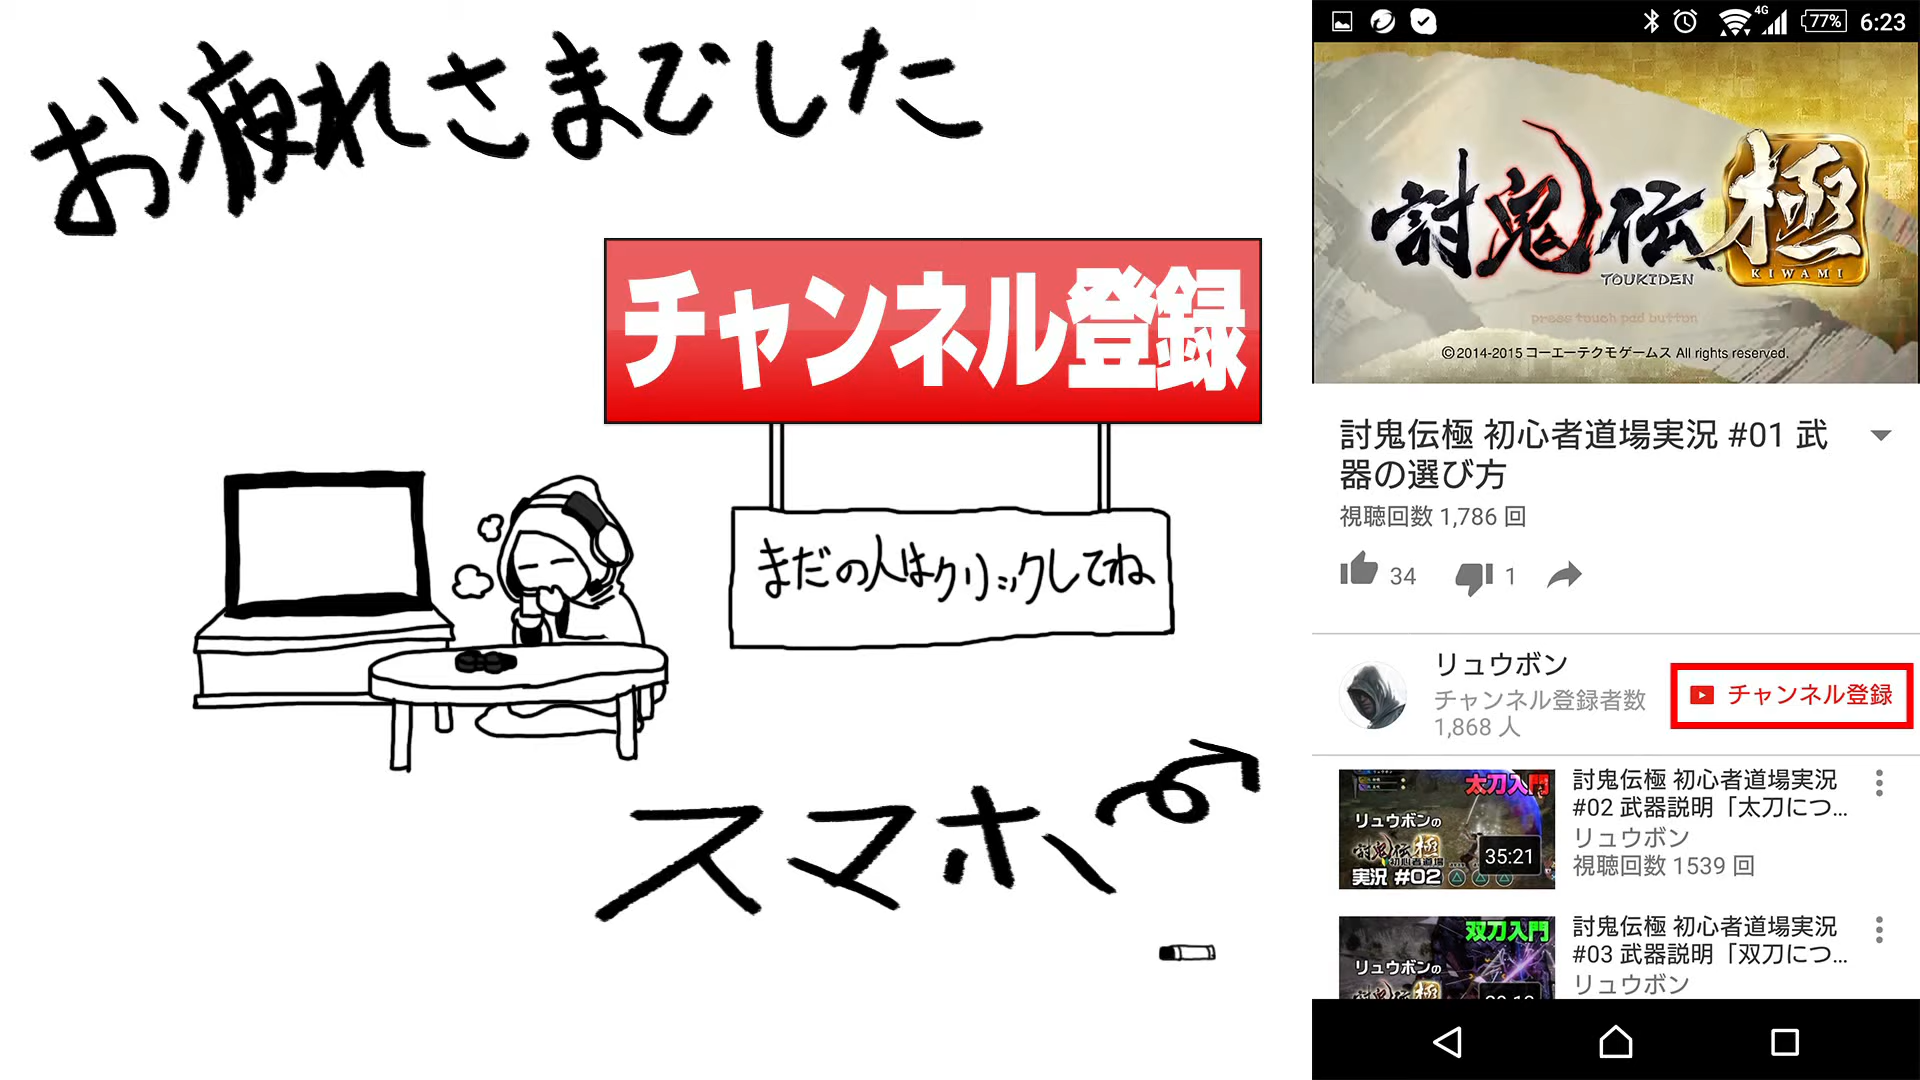 お疲れさまでした
チャンネル登録
まだの人はクリックしてね
スマホ
4G 77% 6:23
討鬼伝極
TOUKIDEN KIWAMI
press touch pad button
©2014-2015 コーエーテクモゲームス All rights reserved.
討鬼伝極 初心者道場実況 #01 武
器の選び方
視聴回数 1,786 回
34 1
リュウボン
チャンネル登録者数
1,868 人
チャンネル登録
太刀入門
リュウボンの
討鬼伝極
初心者道場
実況 #02
35:21
討鬼伝極 初心者道場実況
#02 武器説明「太刀につ...
リュウボン
視聴回数 1539 回
双刀入門
リュウボンの
討鬼伝極 初心者道場実況
#03 武器説明「双刀につ...
リュウボン